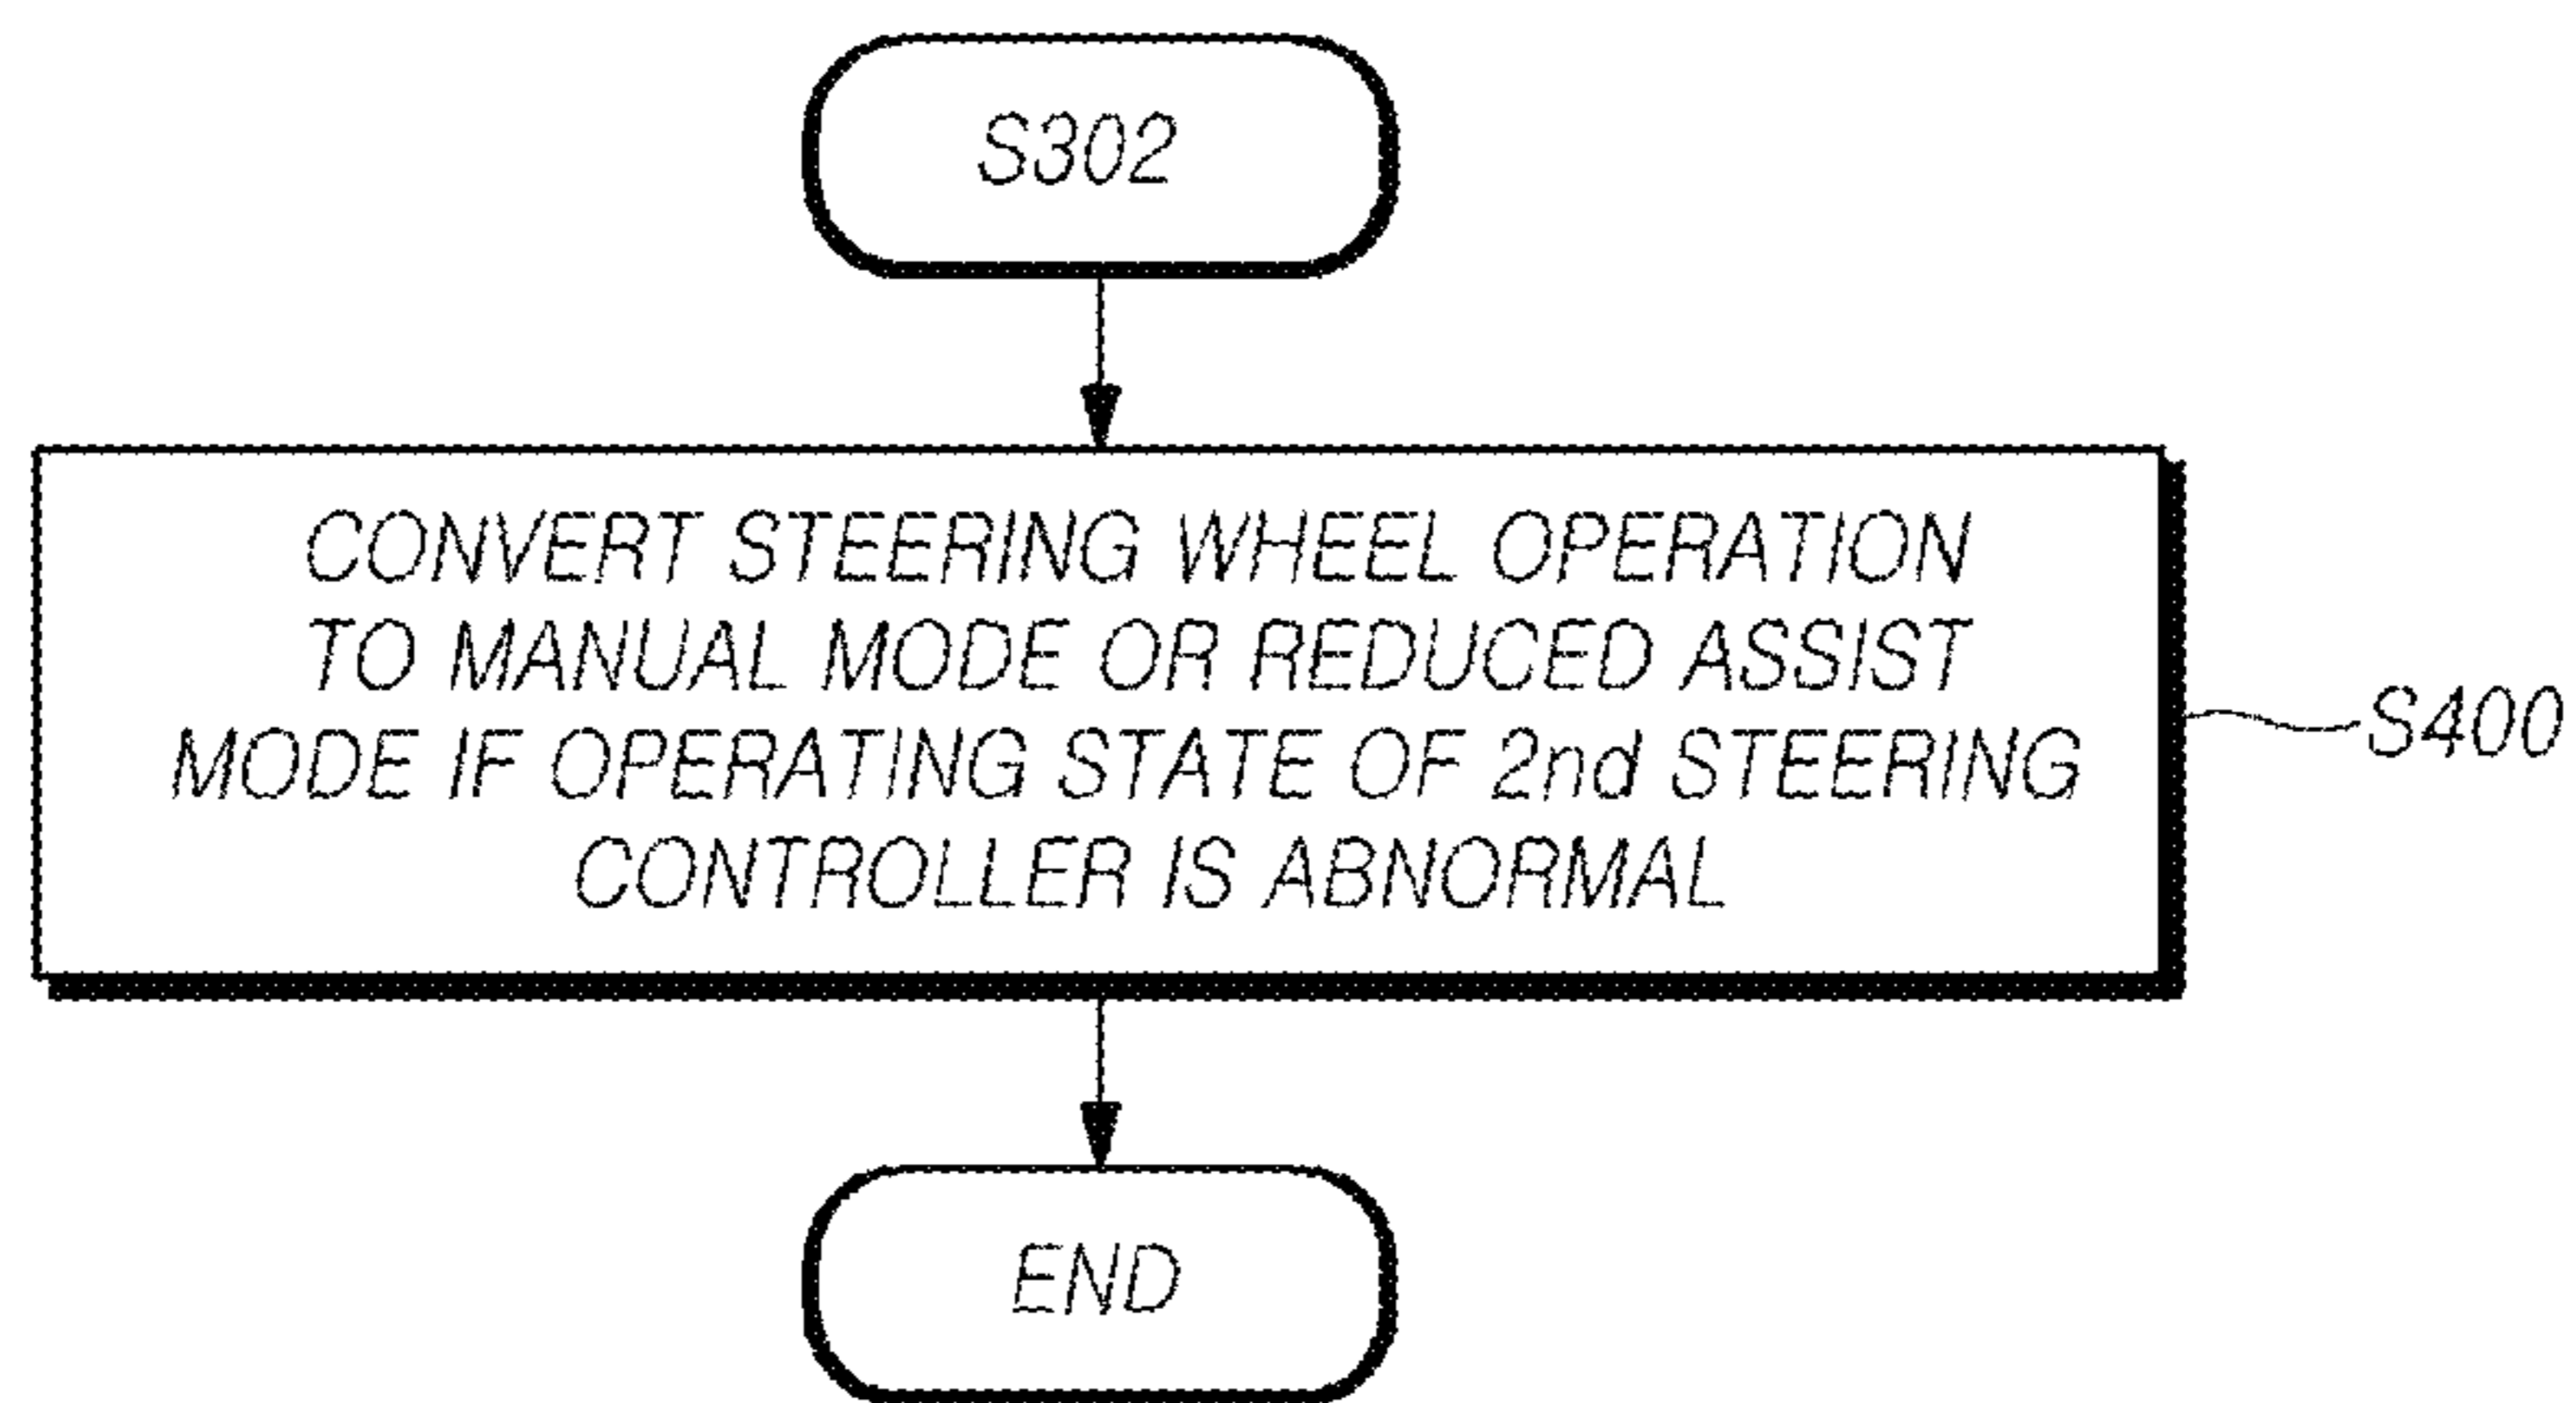 S302
CONVERT STEERING WHEEL OPERATION
TO MANUAL MODE OR REDUCED ASSIST
MODE IF OPERATING STATE OF 2nd STEERING
CONTROLLER IS ABNORMAL
S400
END